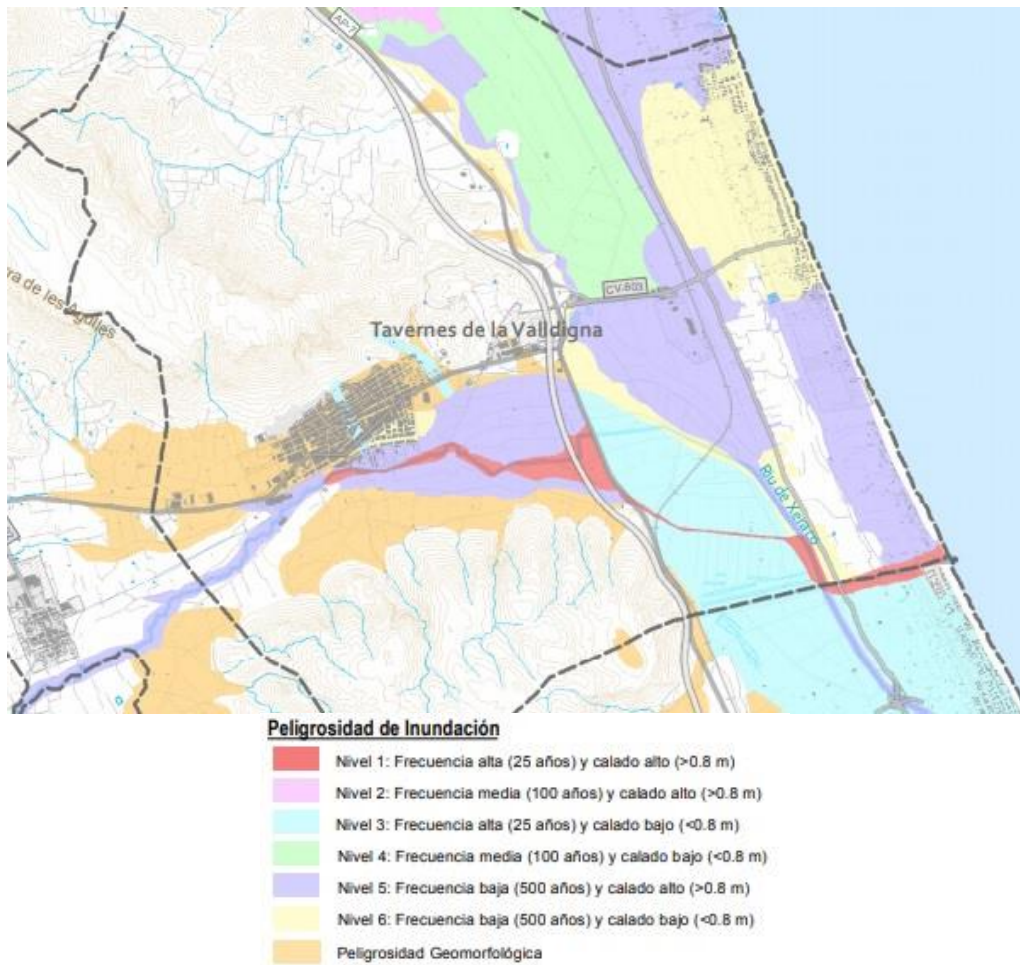 AP-7
ra de les Agulles
CV-603
Tavernes de la Valldigna
Riu de Xeraco
Peligrosidad de Inundación
Nivel 1: Frecuencia alta (25 años) y calado alto (>0.8 m)
Nivel 2: Frecuencia media (100 años) y calado alto (>0.8 m)
Nivel 3: Frecuencia alta (25 años) y calado bajo (<0.8 m)
Nivel 4: Frecuencia media (100 años) y calado bajo (<0.8 m)
Nivel 5: Frecuencia baja (500 años) y calado alto (>0.8 m)
Nivel 6: Frecuencia baja (500 años) y calado bajo (<0.8 m)
Peligrosidad Geomorfológica